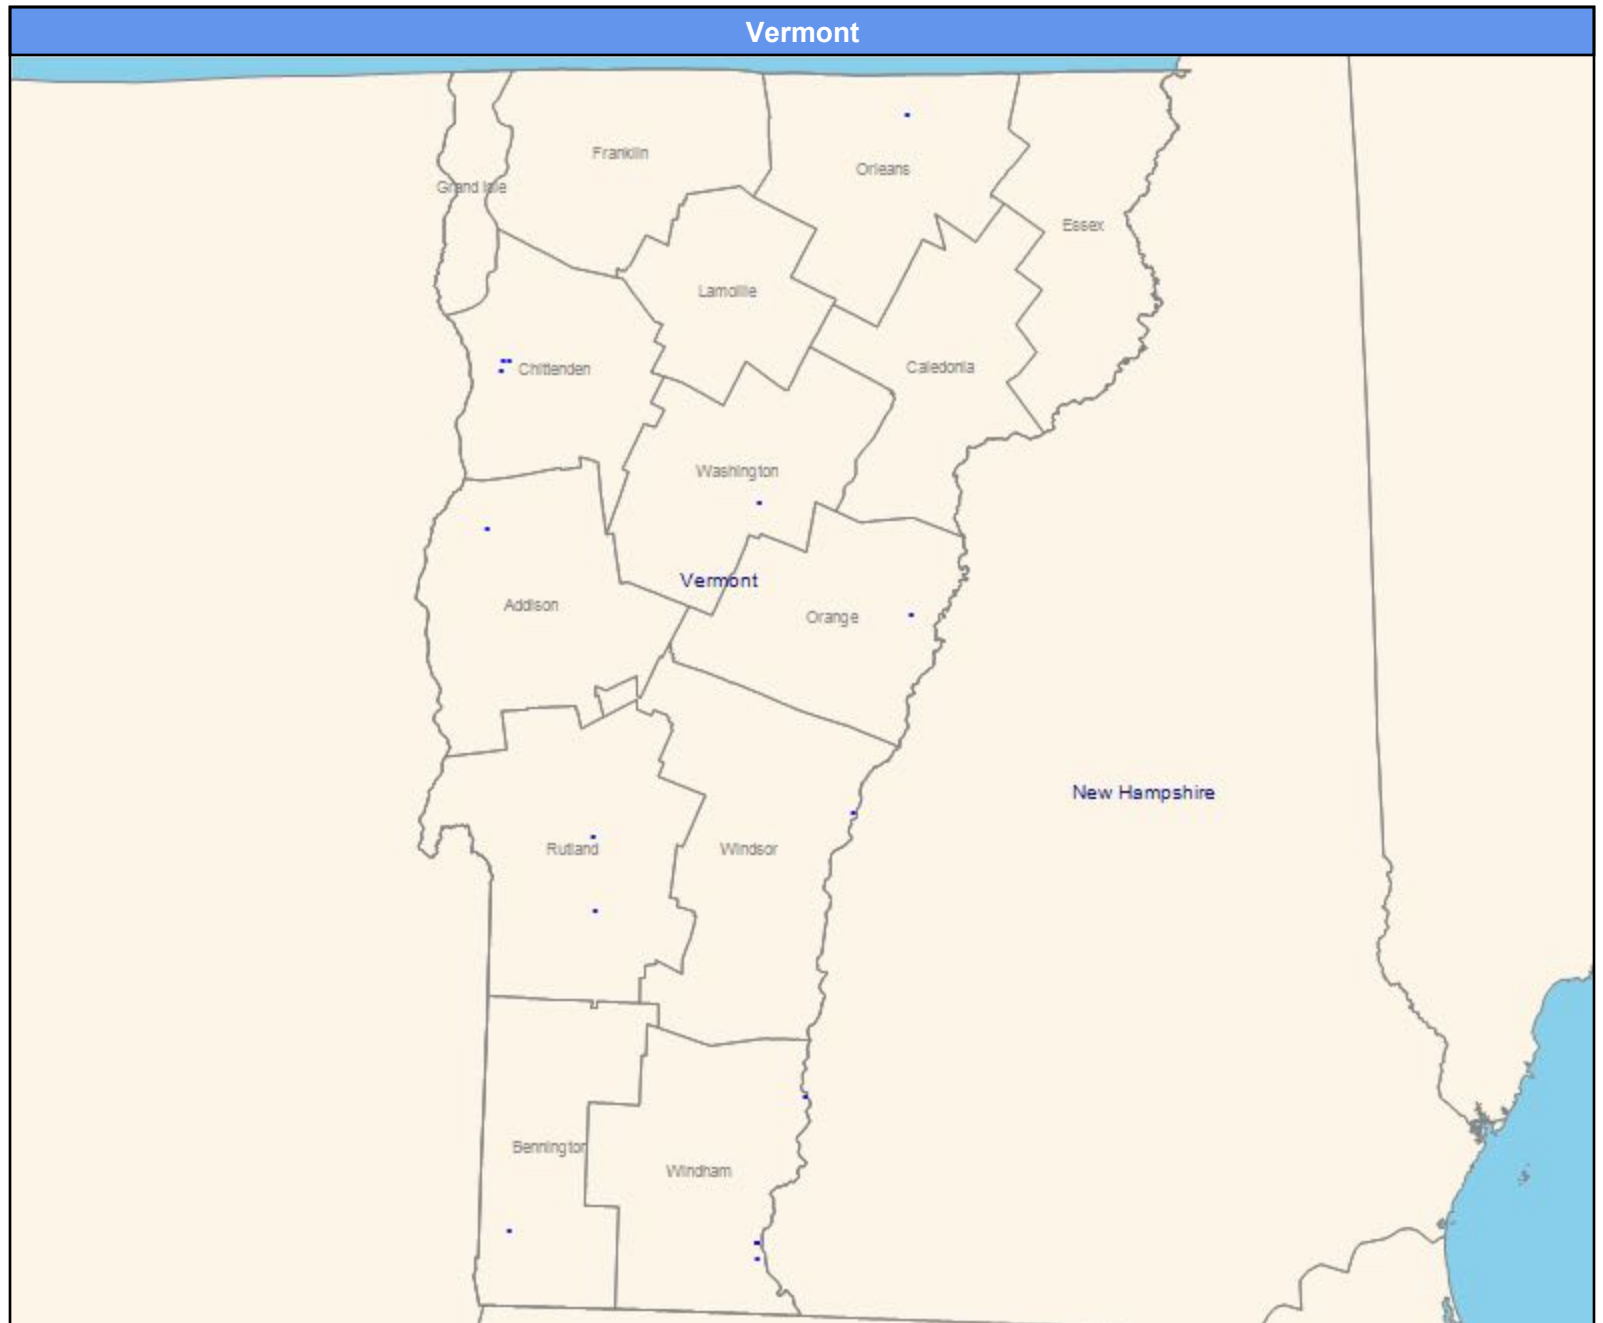 Vermont
Franklin
Orleans
Grand Isle
Essex
Lamoille
Chittenden
Caledonia
Washington
Vermont
Addison
Orange
New Hampshire
Rutland
Windsor
Bennington
Windham